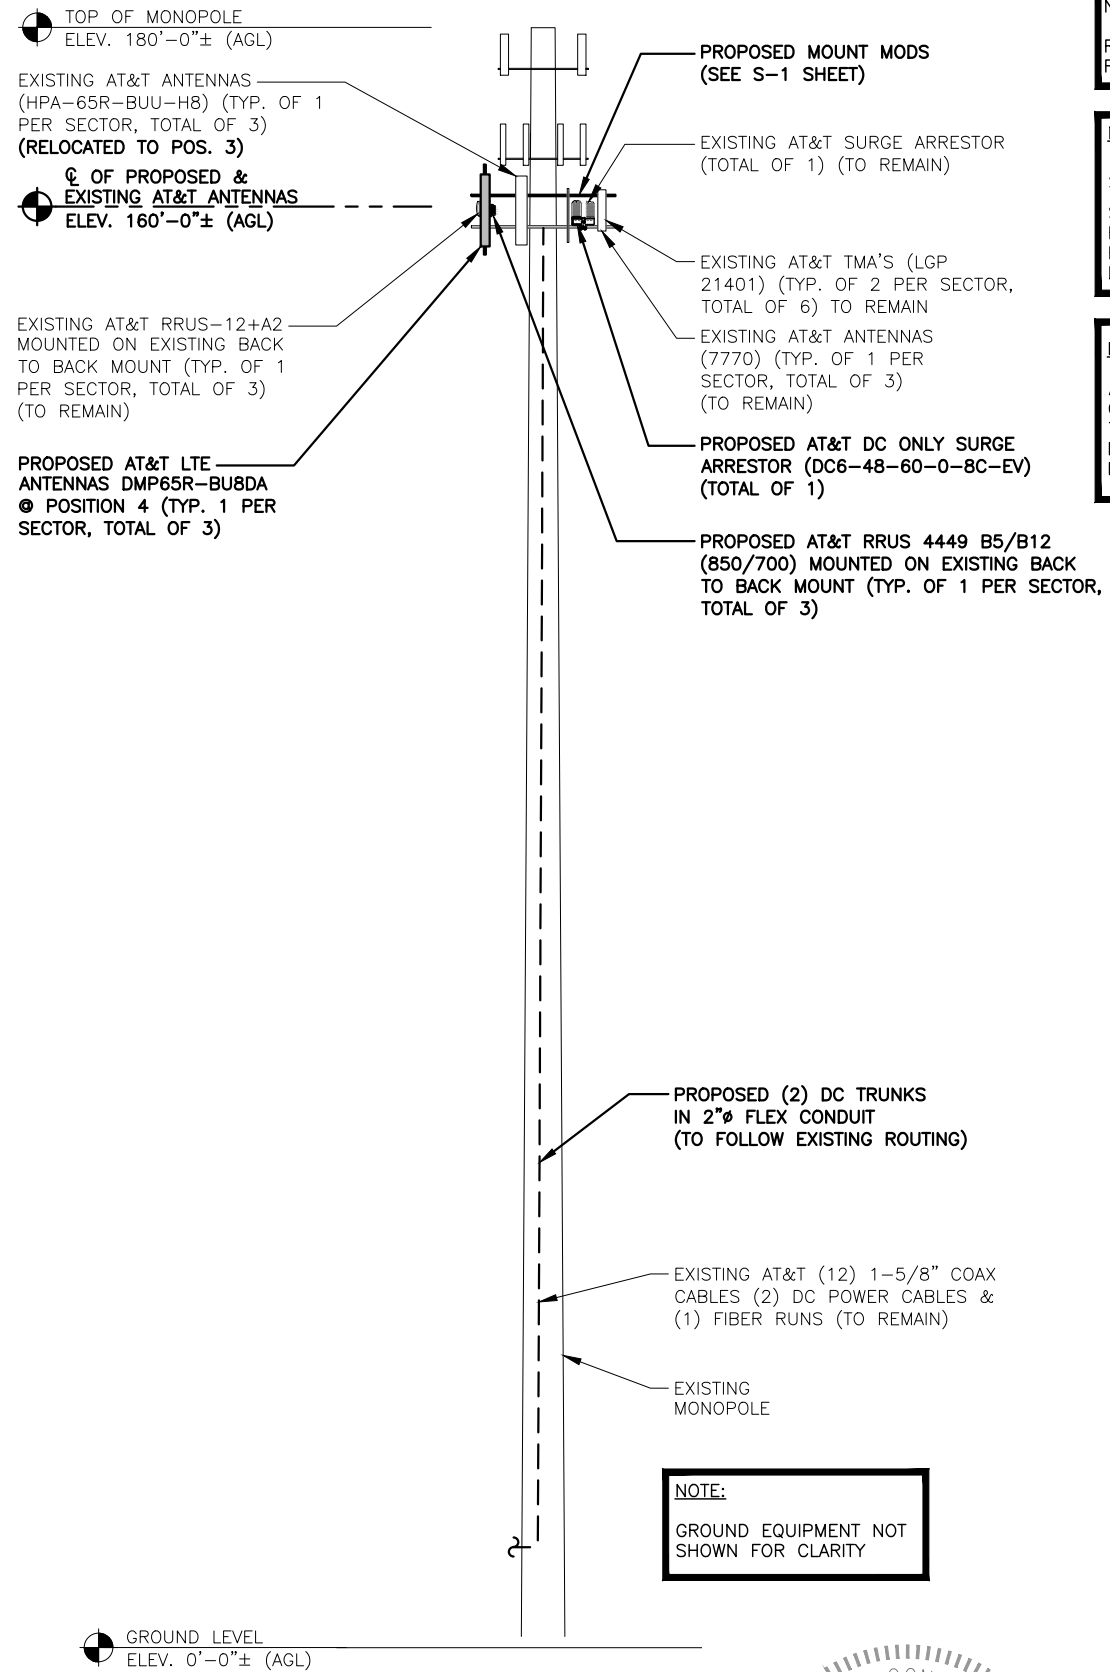 TOP OF MONOPOLE
ELEV. 180'-0"± (AGL)
EXISTING AT&T ANTENNAS
(HPA-65R-BUU-H8) (TYP. OF 1
PER SECTOR, TOTAL OF 3)
(RELOCATED TO POS. 3)
℄ OF PROPOSED &
EXISTING AT&T ANTENNAS
ELEV. 160'-0"± (AGL)
EXISTING AT&T RRUS-12+A2
MOUNTED ON EXISTING BACK
TO BACK MOUNT (TYP. OF 1
PER SECTOR, TOTAL OF 3)
(TO REMAIN)
PROPOSED AT&T LTE
ANTENNAS DMP65R-BU8DA
@ POSITION 4 (TYP. 1 PER
SECTOR, TOTAL OF 3)
PROPOSED MOUNT MODS
(SEE S-1 SHEET)
EXISTING AT&T SURGE ARRESTOR
(TOTAL OF 1) (TO REMAIN)
EXISTING AT&T TMA'S (LGP
21401) (TYP. OF 2 PER SECTOR,
TOTAL OF 6) TO REMAIN
EXISTING AT&T ANTENNAS
(7770) (TYP. OF 1 PER
SECTOR, TOTAL OF 3)
(TO REMAIN)
PROPOSED AT&T DC ONLY SURGE
ARRESTOR (DC6-48-60-0-8C-EV)
(TOTAL OF 1)
PROPOSED AT&T RRUS 4449 B5/B12
(850/700) MOUNTED ON EXISTING BACK
TO BACK MOUNT (TYP. OF 1 PER SECTOR,
TOTAL OF 3)
PROPOSED (2) DC TRUNKS
IN 2"ø FLEX CONDUIT
(TO FOLLOW EXISTING ROUTING)
EXISTING AT&T (12) 1-5/8" COAX
CABLES (2) DC POWER CABLES &
(1) FIBER RUNS (TO REMAIN)
EXISTING
MONOPOLE
NOTE:
GROUND EQUIPMENT NOT
SHOWN FOR CLARITY
GROUND LEVEL
ELEV. 0'-0"± (AGL)